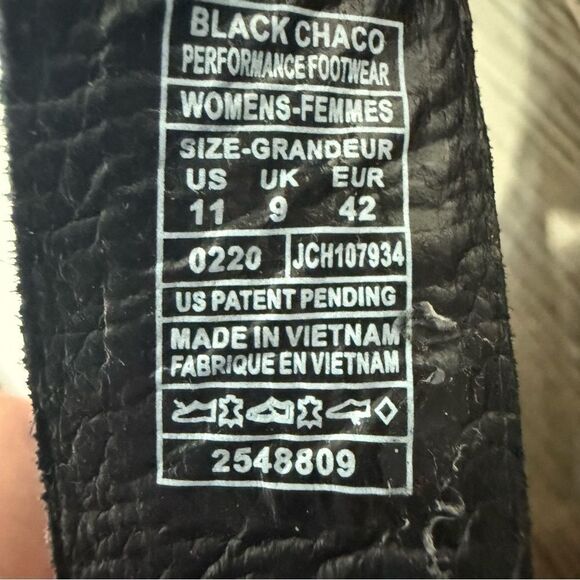 BLACK CHACO
PERFORMANCE FOOTWEAR
WOMENS-FEMMES
SIZE-GRANDEUR
US UK EUR
11 9 42
0220 JCH107934
US PATENT PENDING
MADE IN VIETNAM
FABRIQUE EN VIETNAM
2548809